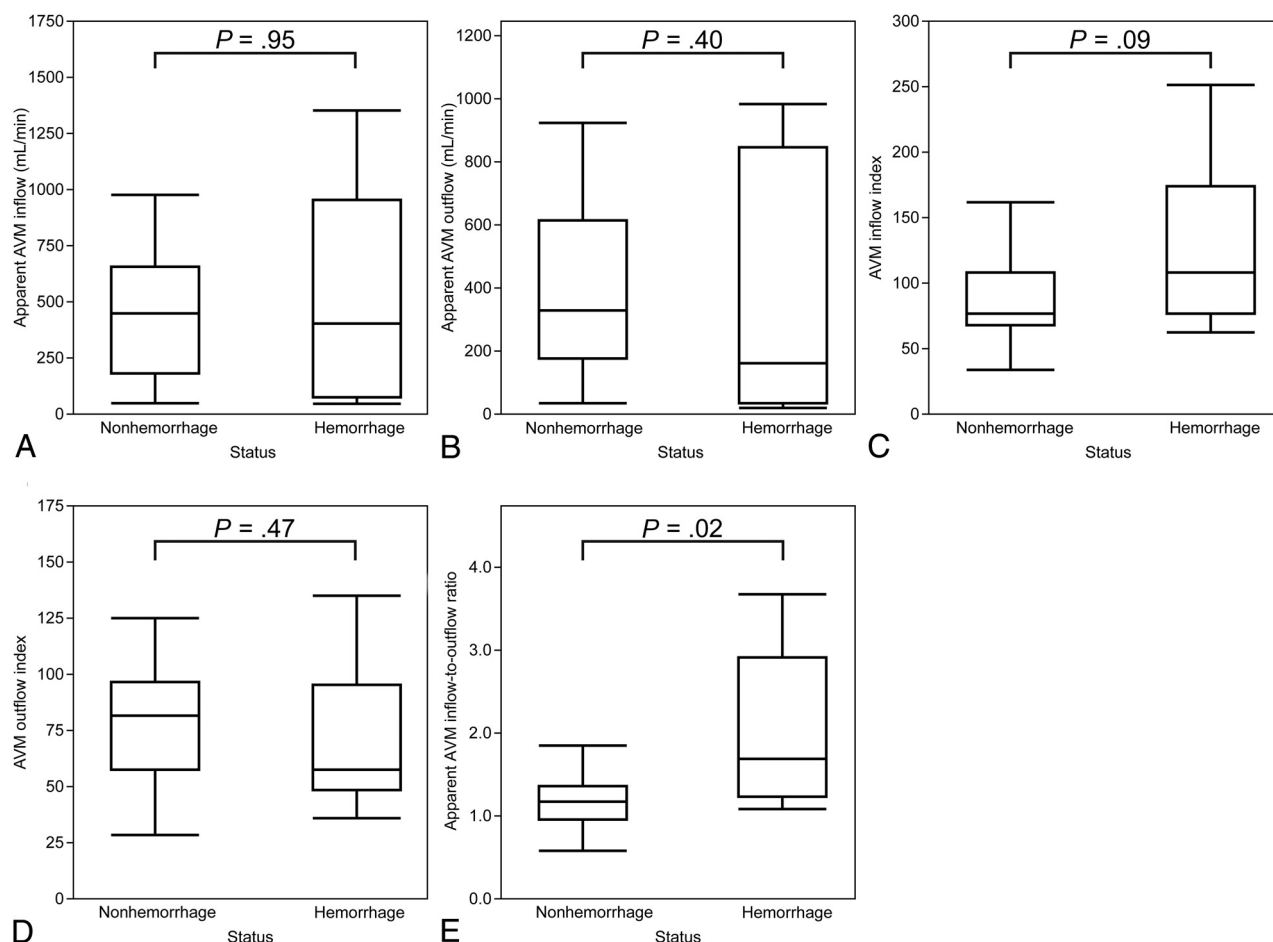 P = .95
Apparent AVM inflow (mL/min)
1750
1500
1250
1000
750
500
250
0
Nonhemorrhage Hemorrhage
Status
A
P = .40
Apparent AVM outflow (mL/min)
1200
1000
800
600
400
200
0
Nonhemorrhage Hemorrhage
Status
B
P = .09
AVM inflow index
300
250
200
150
100
50
0
Nonhemorrhage Hemorrhage
Status
C
P = .47
AVM outflow index
175
150
125
100
75
50
25
0
Nonhemorrhage Hemorrhage
Status
D
P = .02
Apparent AVM inflow-to-outflow ratio
4.0
3.0
2.0
1.0
0.0
Nonhemorrhage Hemorrhage
Status
E